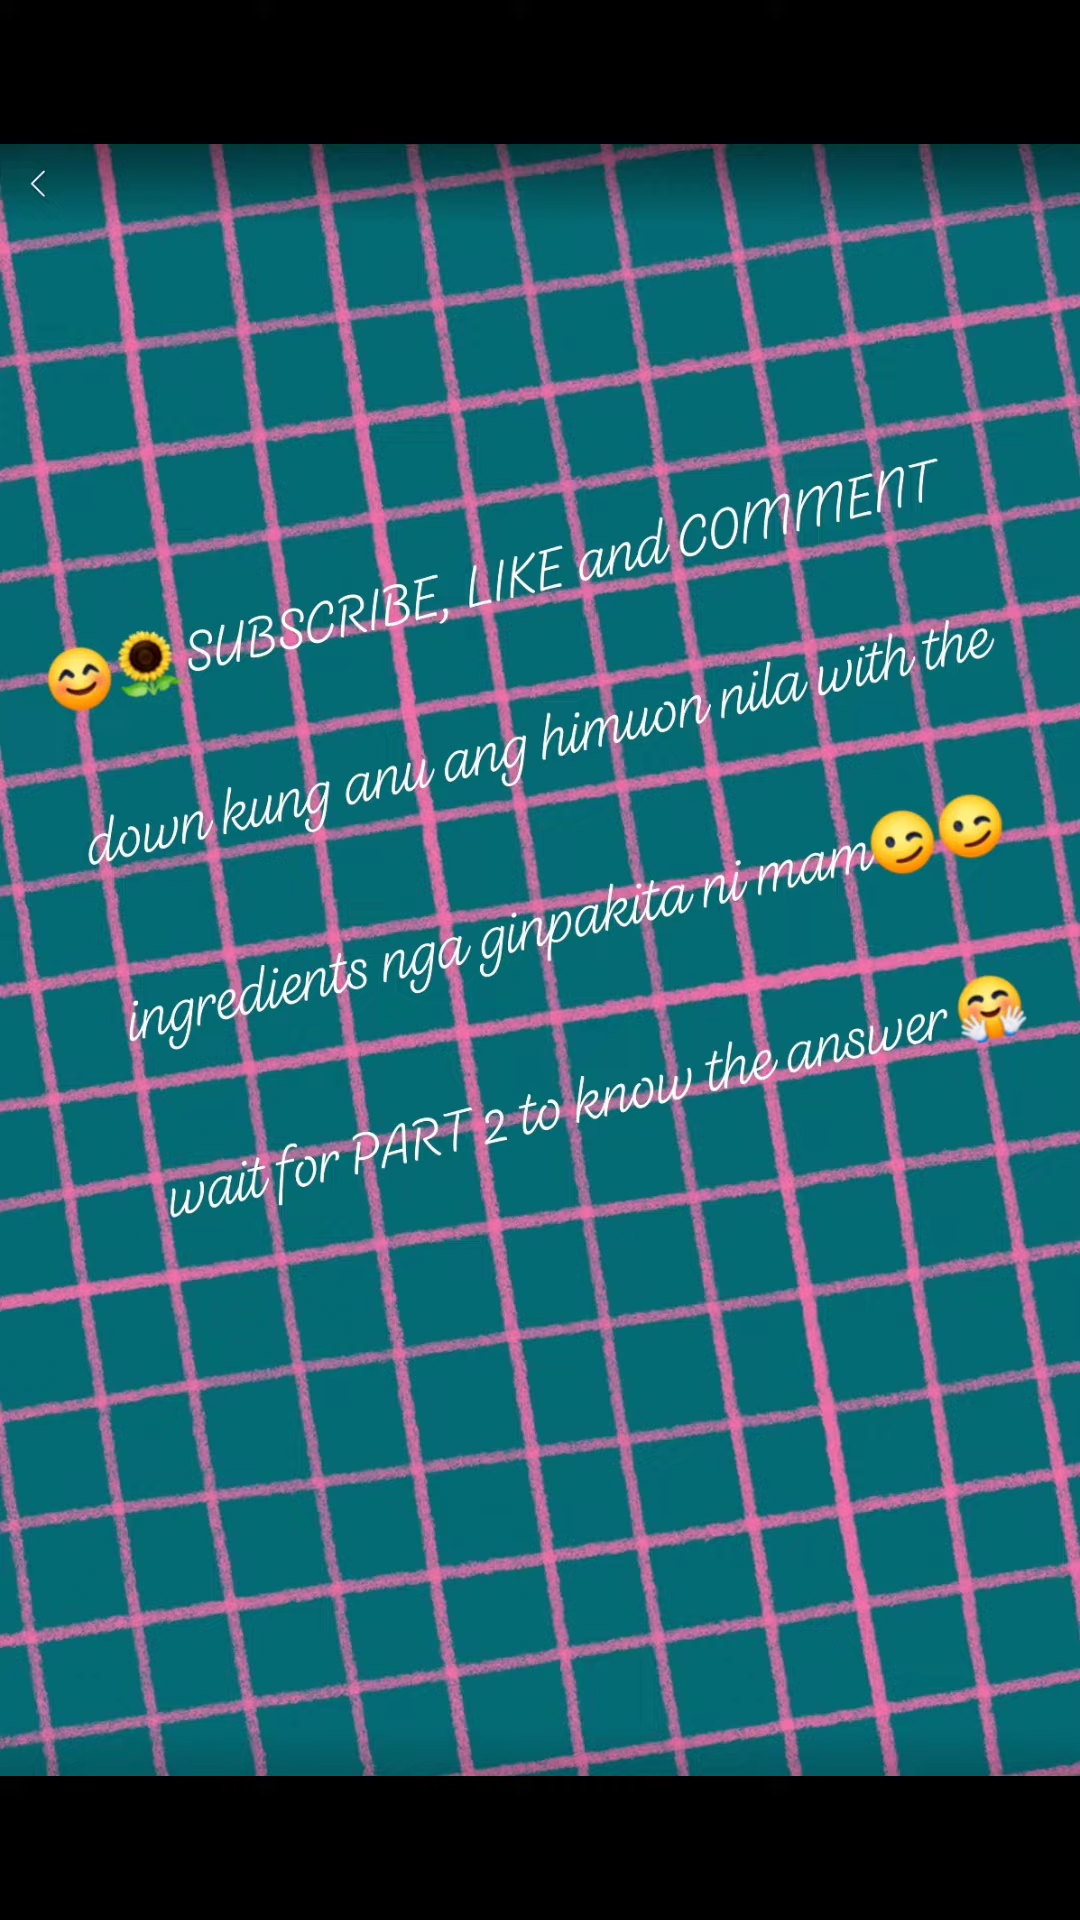 😊🌻 SUBSCRIBE, LIKE and COMMENT
down kung anu ang himuon nila with the
ingredients nga ginpakita ni mam😉😉
wait for PART 2 to know the answer 🤗